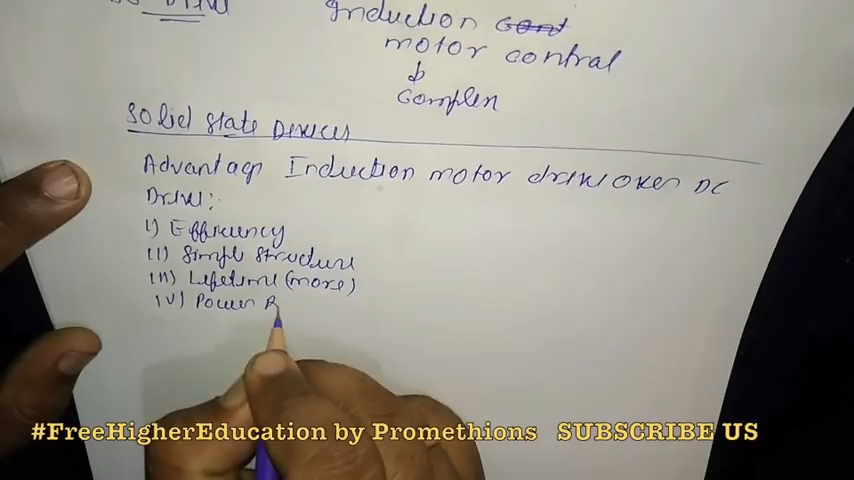 Induction cont
motor contral
Complex
Solid State Devices
Advantage Induction motor drive over DC
Drive:
i) Efficiency
(ii) Simple Structure
(iii) Lifetime (more)
(iv) Power R
#FreeHigherEducation by Promethions SUBSCRIBE US